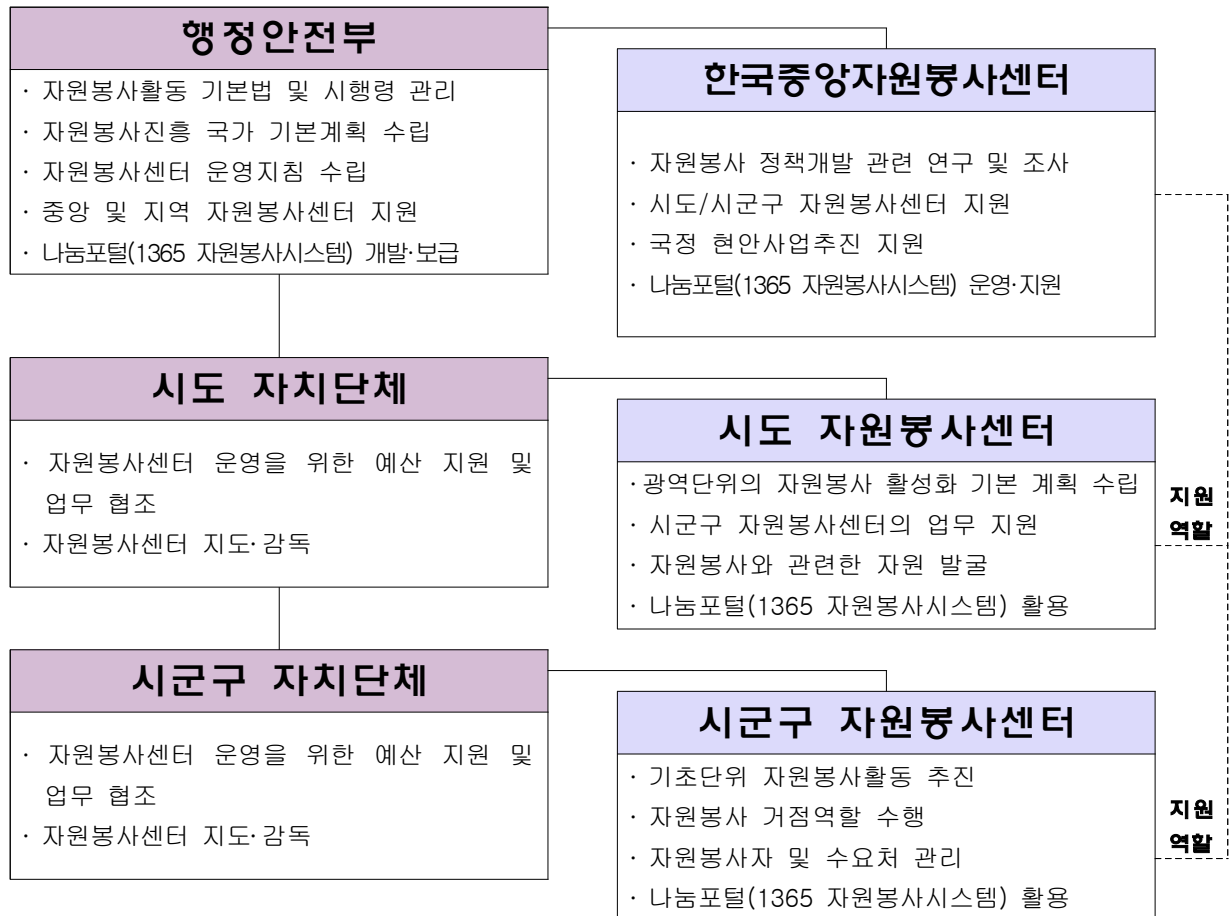 행정안전부
· 자원봉사활동 기본법 및 시행령 관리
· 자원봉사진흥 국가 기본계획 수립
· 자원봉사센터 운영지침 수립
· 중앙 및 지역 자원봉사센터 지원
· 나눔포털(1365 자원봉사시스템) 개발·보급
한국중앙자원봉사센터
· 자원봉사 정책개발 관련 연구 및 조사
· 시도/시군구 자원봉사센터 지원
· 국정 현안사업추진 지원
· 나눔포털(1365 자원봉사시스템) 운영·지원
시도 자치단체
· 자원봉사센터 운영을 위한 예산 지원 및
업무 협조
· 자원봉사센터 지도·감독
시도 자원봉사센터
·광역단위의 자원봉사 활성화 기본 계획 수립
· 시군구 자원봉사센터의 업무 지원
· 자원봉사와 관련한 자원 발굴
· 나눔포털(1365 자원봉사시스템) 활용
지원
역할
시군구 자치단체
· 자원봉사센터 운영을 위한 예산 지원 및
업무 협조
· 자원봉사센터 지도·감독
시군구 자원봉사센터
· 기초단위 자원봉사활동 추진
· 자원봉사 거점역할 수행
· 자원봉사자 및 수요처 관리
· 나눔포털(1365 자원봉사시스템) 활용
지원
역할